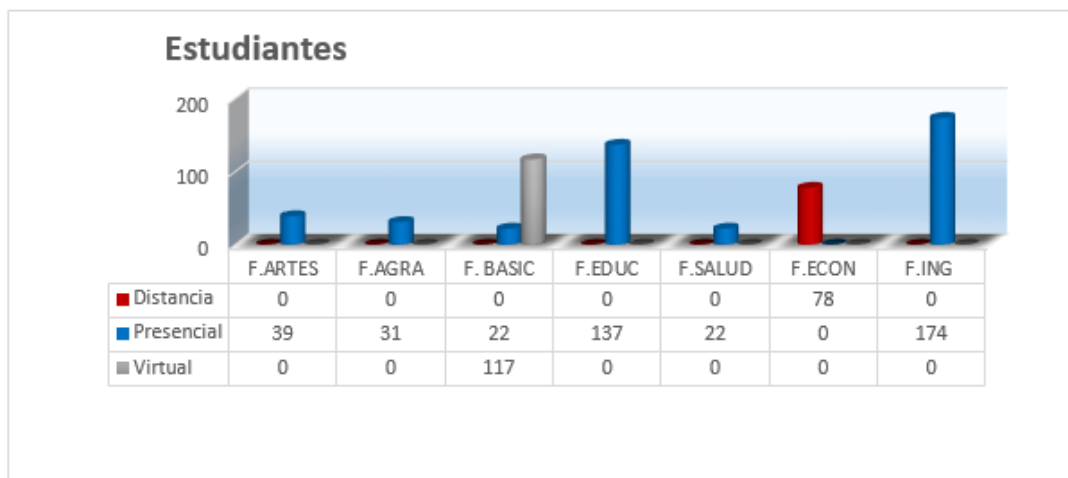 Estudiantes
200
100
0
F.ARTES F.AGRA F. BASIC F.EDUC F.SALUD F.ECON F.ING
Distancia 0 0 0 0 0 78 0
Presencial 39 31 22 137 22 0 174
Virtual 0 0 117 0 0 0 0